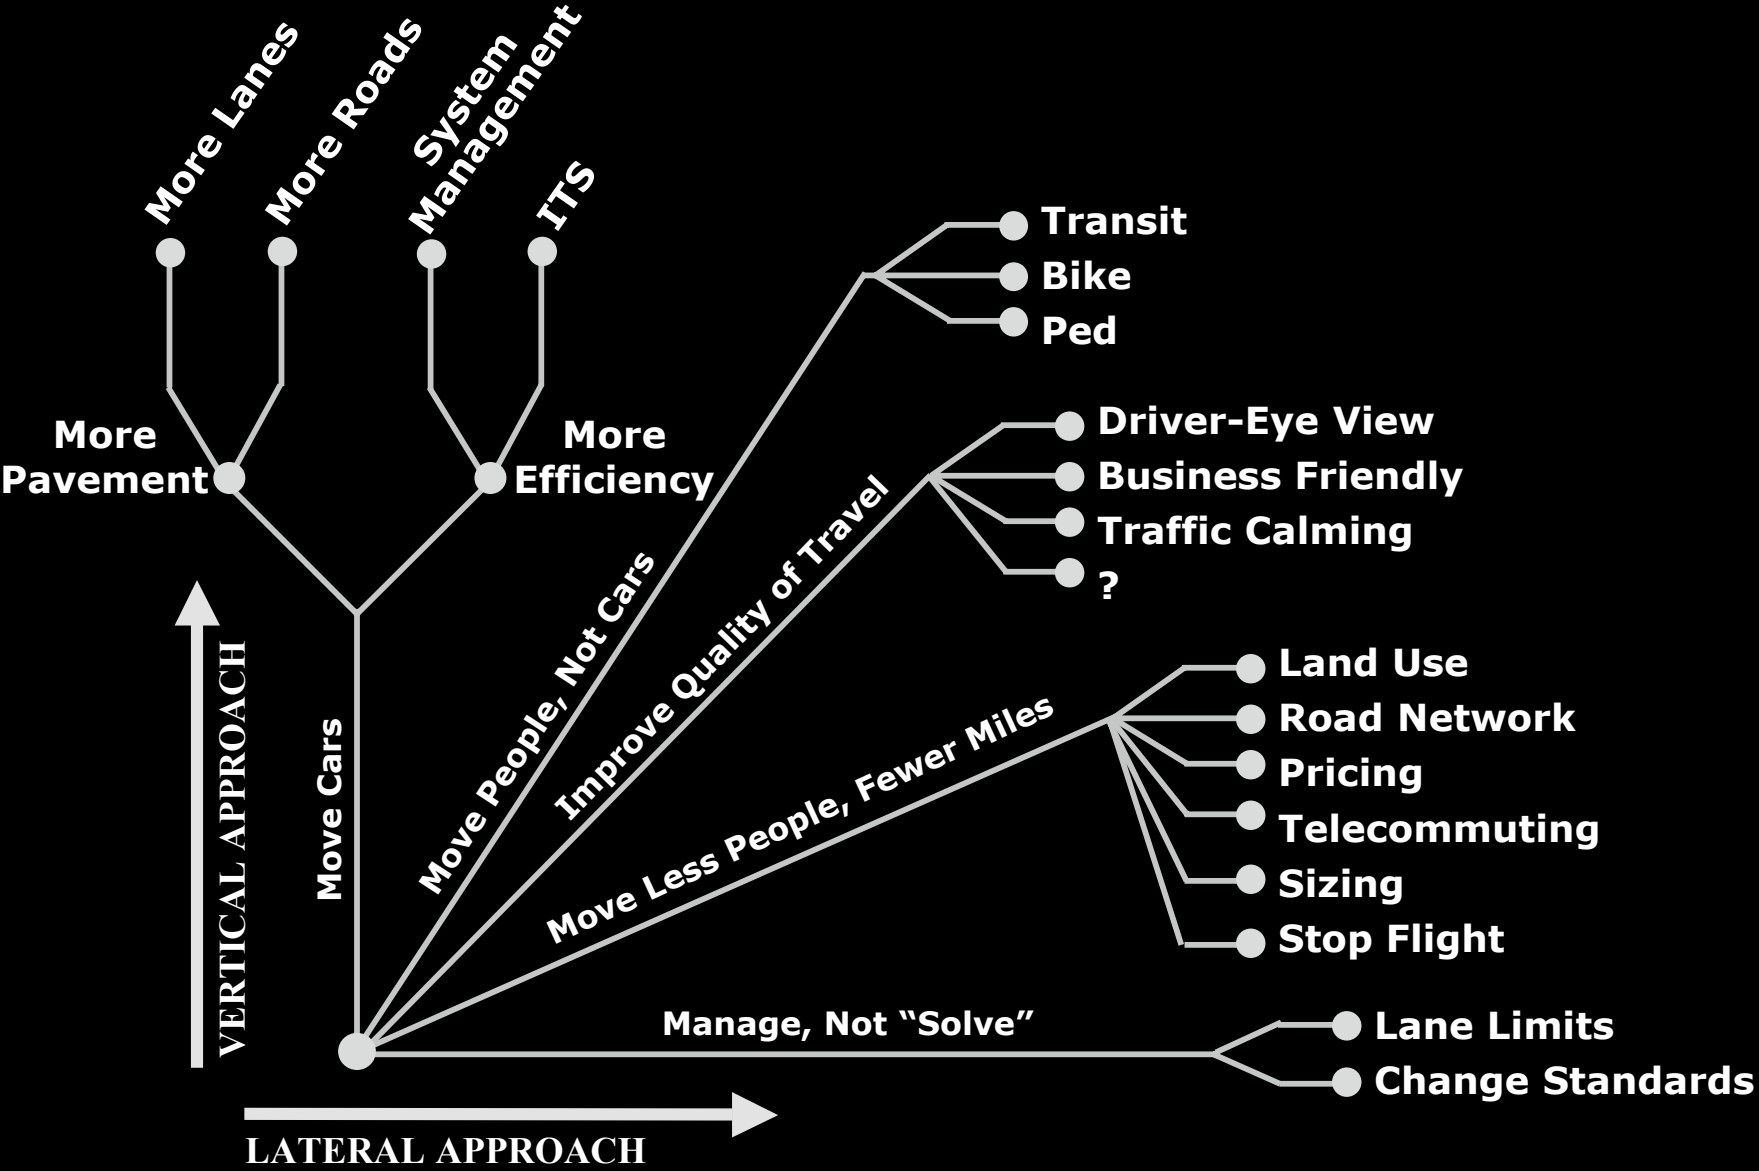 More Lanes
More Roads
System
Management
ITS
More
Pavement
More
Efficiency
Move Cars
VERTICAL APPROACH
Move People, Not Cars
Transit
Bike
Ped
Improve Quality of Travel
Driver-Eye View
Business Friendly
Traffic Calming
?
Move Less People, Fewer Miles
Land Use
Road Network
Pricing
Telecommuting
Sizing
Stop Flight
Manage, Not “Solve”
Lane Limits
Change Standards
LATERAL APPROACH